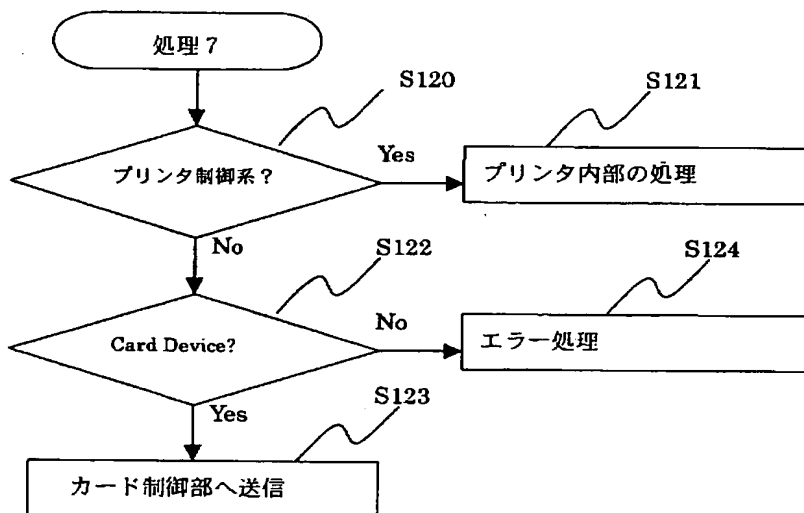 処理7
S120
S121
プリンタ制御系?
Yes
プリンタ内部の処理
No
S122
S124
Card Device?
No
エラー処理
Yes
S123
カード制御部へ送信